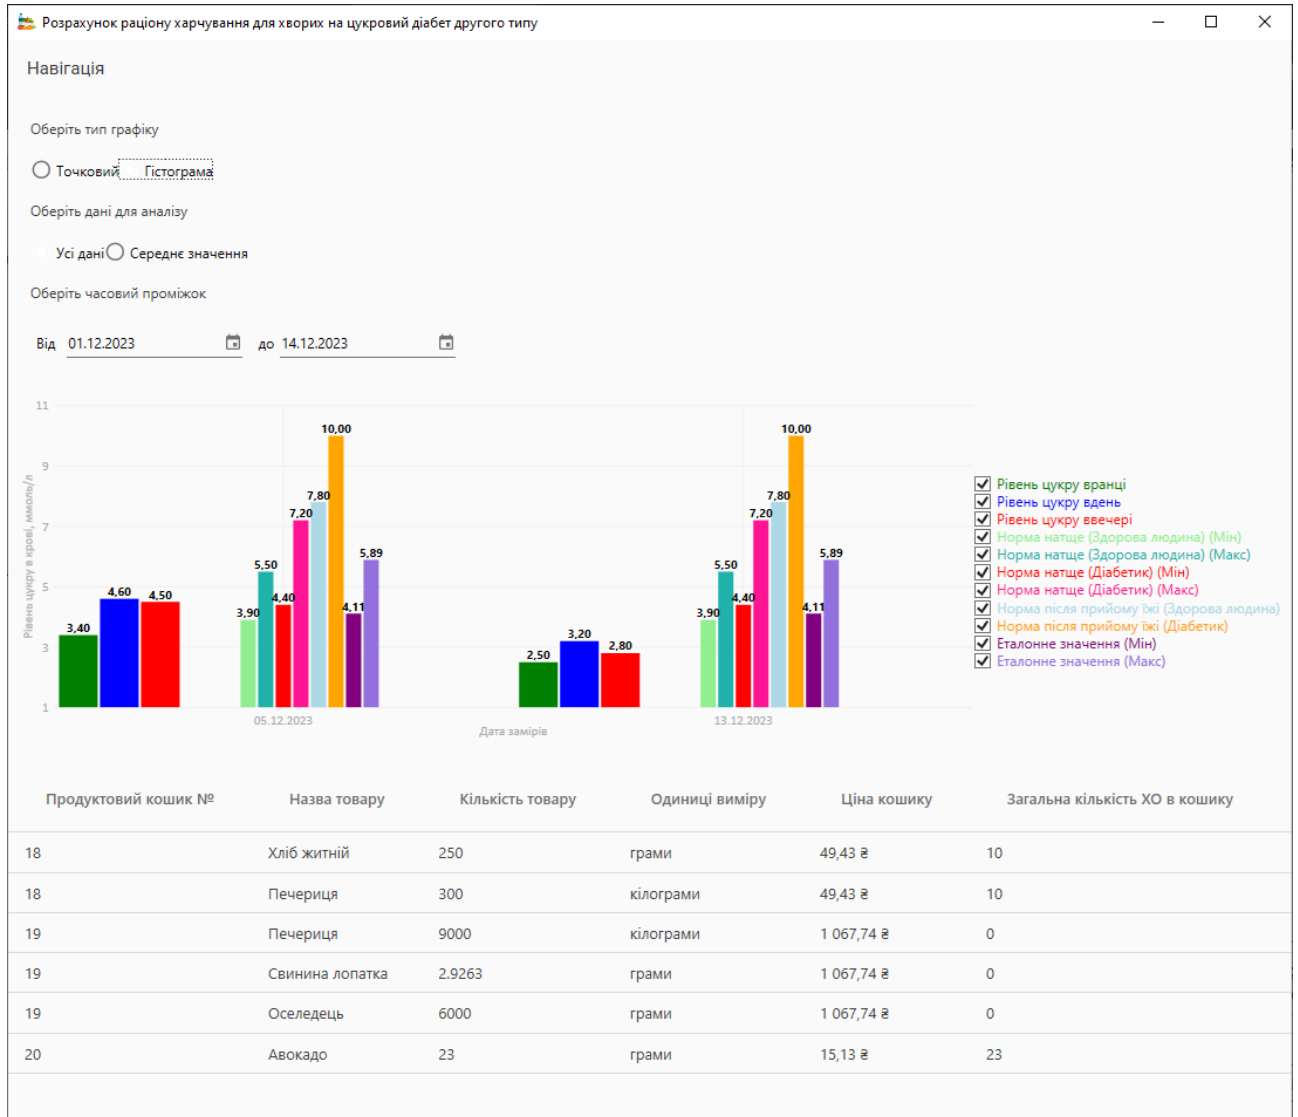 Розрахунок раціону харчування для хворих на цукровий діабет другого типу
Навігація
Оберіть тип графіку
Точковий Гістограма
Оберіть дані для аналізу
Усі дані Середнє значення
Оберіть часовий проміжок
Від 01.12.2023 до 14.12.2023
Рівень цукру в крові, ммоль/л
11
9
7
5
3
1
3,40 4,60 4,50 3,90 5,50 4,40 7,20 7,80 10,00 4,11 5,89
2,50 3,20 2,80 3,90 5,50 4,40 7,20 7,80 10,00 4,11 5,89
05.12.2023 13.12.2023
Дата замірів
Рівень цукру вранці
Рівень цукру вдень
Рівень цукру ввечері
Норма натще (Здорова людина) (Мін)
Норма натще (Здорова людина) (Макс)
Норма натще (Діабетик) (Мін)
Норма натще (Діабетик) (Макс)
Норма після прийому їжі (Здорова людина)
Норма після прийому їжі (Діабетик)
Еталонне значення (Мін)
Еталонне значення (Макс)
Продуктовий кошик № Назва товару Кількість товару Одиниці виміру Ціна кошику Загальна кількість ХО в кошику
18 Хліб житній 250 грами 49,43 ₴ 10
18 Печериця 300 кілограми 49,43 ₴ 10
19 Печериця 9000 кілограми 1 067,74 ₴ 0
19 Свинина лопатка 2.9263 грами 1 067,74 ₴ 0
19 Оселедець 6000 грами 1 067,74 ₴ 0
20 Авокадо 23 грами 15,13 ₴ 23